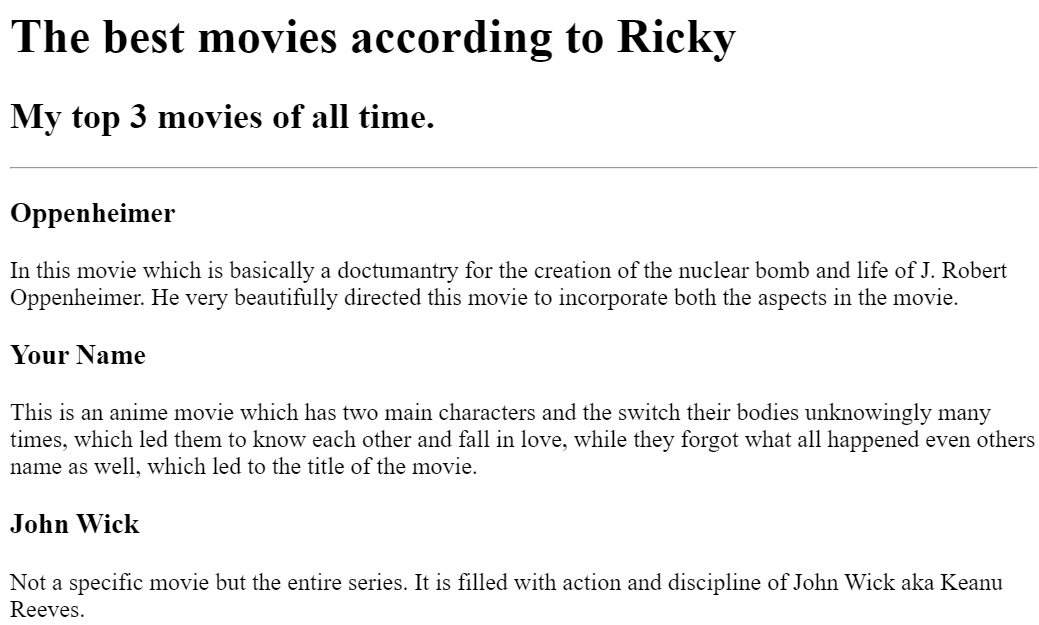 The best movies according to Ricky
My top 3 movies of all time.
Oppenheimer
In this movie which is basically a doctumantry for the creation of the nuclear bomb and life of J. Robert
Oppenheimer. He very beautifully directed this movie to incorporate both the aspects in the movie.
Your Name
This is an anime movie which has two main characters and the switch their bodies unknowingly many
times, which led them to know each other and fall in love, while they forgot what all happened even others
name as well, which led to the title of the movie.
John Wick
Not a specific movie but the entire series. It is filled with action and discipline of John Wick aka Keanu
Reeves.